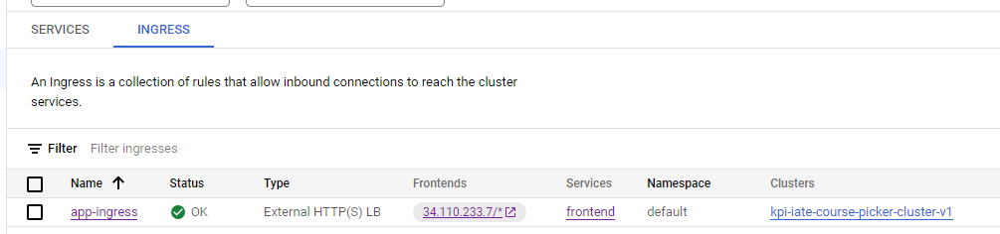 SERVICES INGRESS
An Ingress is a collection of rules that allow inbound connections to reach the cluster
services.
Filter Filter ingresses
Name Status Type Frontends Services Namespace Clusters
app-ingress OK External HTTP(S) LB 34.110.233.7/* frontend default kpi-iate-course-picker-cluster-v1